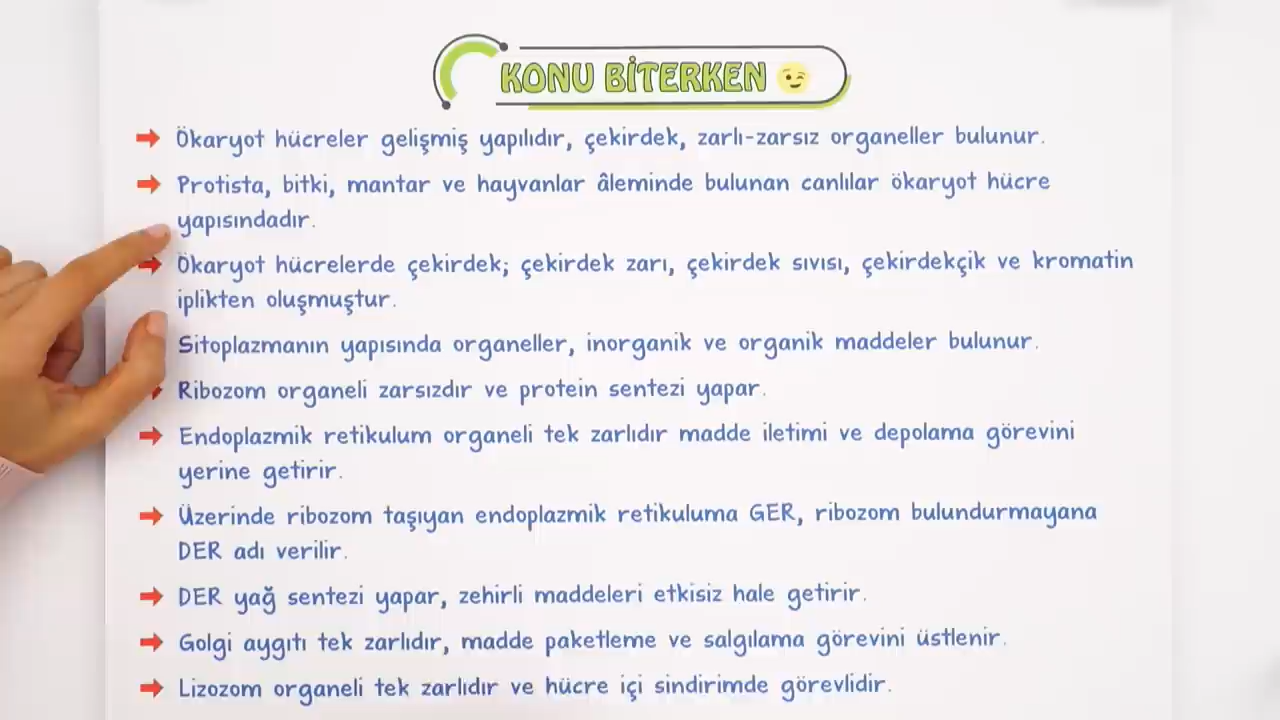 KONU BİTERKEN
Ökaryot hücreler gelişmiş yapılıdır, çekirdek, zarlı-zarsız organeller bulunur.
Protista, bitki, mantar ve hayvanlar âleminde bulunan canlılar ökaryot hücre
yapısındadır.
Ökaryot hücrelerde çekirdek; çekirdek zarı, çekirdek sıvısı, çekirdekçik ve kromatin
iplikten oluşmuştur.
Sitoplazmanın yapısında organeller, inorganik ve organik maddeler bulunur.
Ribozom organeli zarsızdır ve protein sentezi yapar.
Endoplazmik retikulum organeli tek zarlıdır madde iletimi ve depolama görevini
yerine getirir.
Üzerinde ribozom taşıyan endoplazmik retikuluma GER, ribozom bulundurmayana
DER adı verilir.
DER yağ sentezi yapar, zehirli maddeleri etkisiz hale getirir.
Golgi aygıtı tek zarlıdır, madde paketleme ve salgılama görevini üstlenir.
Lizozom organeli tek zarlıdır ve hücre içi sindirimde görevlidir.